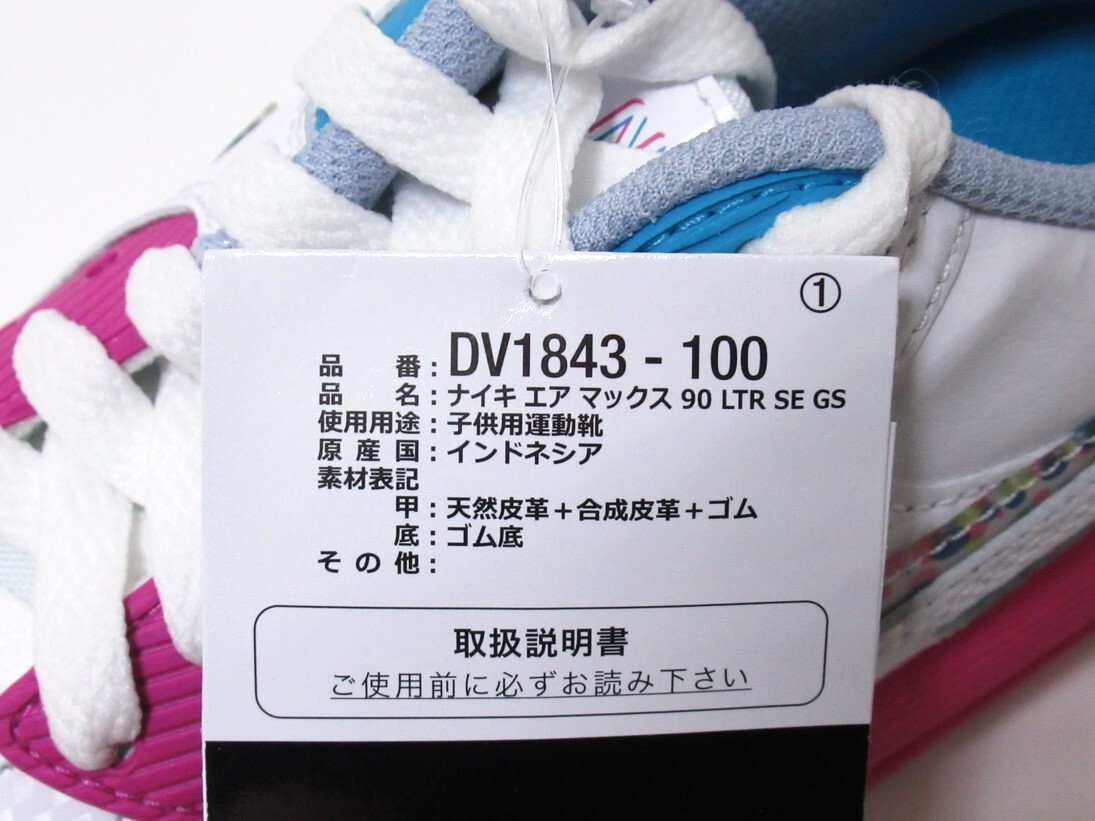 ①
品番：DV1843 - 100
品名：ナイキ エア マックス 90 LTR SE GS
使用用途：子供用運動靴
原産国：インドネシア
素材表記
甲：天然皮革＋合成皮革＋ゴム
底：ゴム底
その他：
取扱説明書
ご使用前に必ずお読み下さい